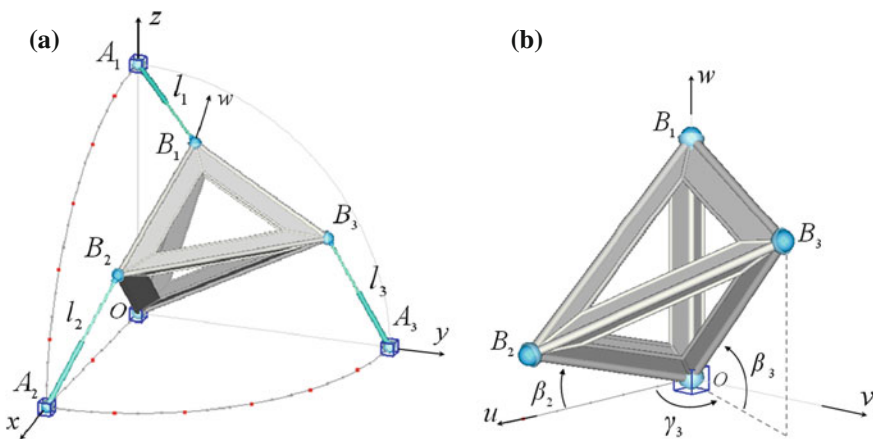 (a)
z
A₁
l₁
w
B₁
B₃
B₂
l₃
O
l₂
A₃
y
A₂
x
(b)
w
B₁
B₃
B₂
O
β₂
β₃
u
γ₃
v